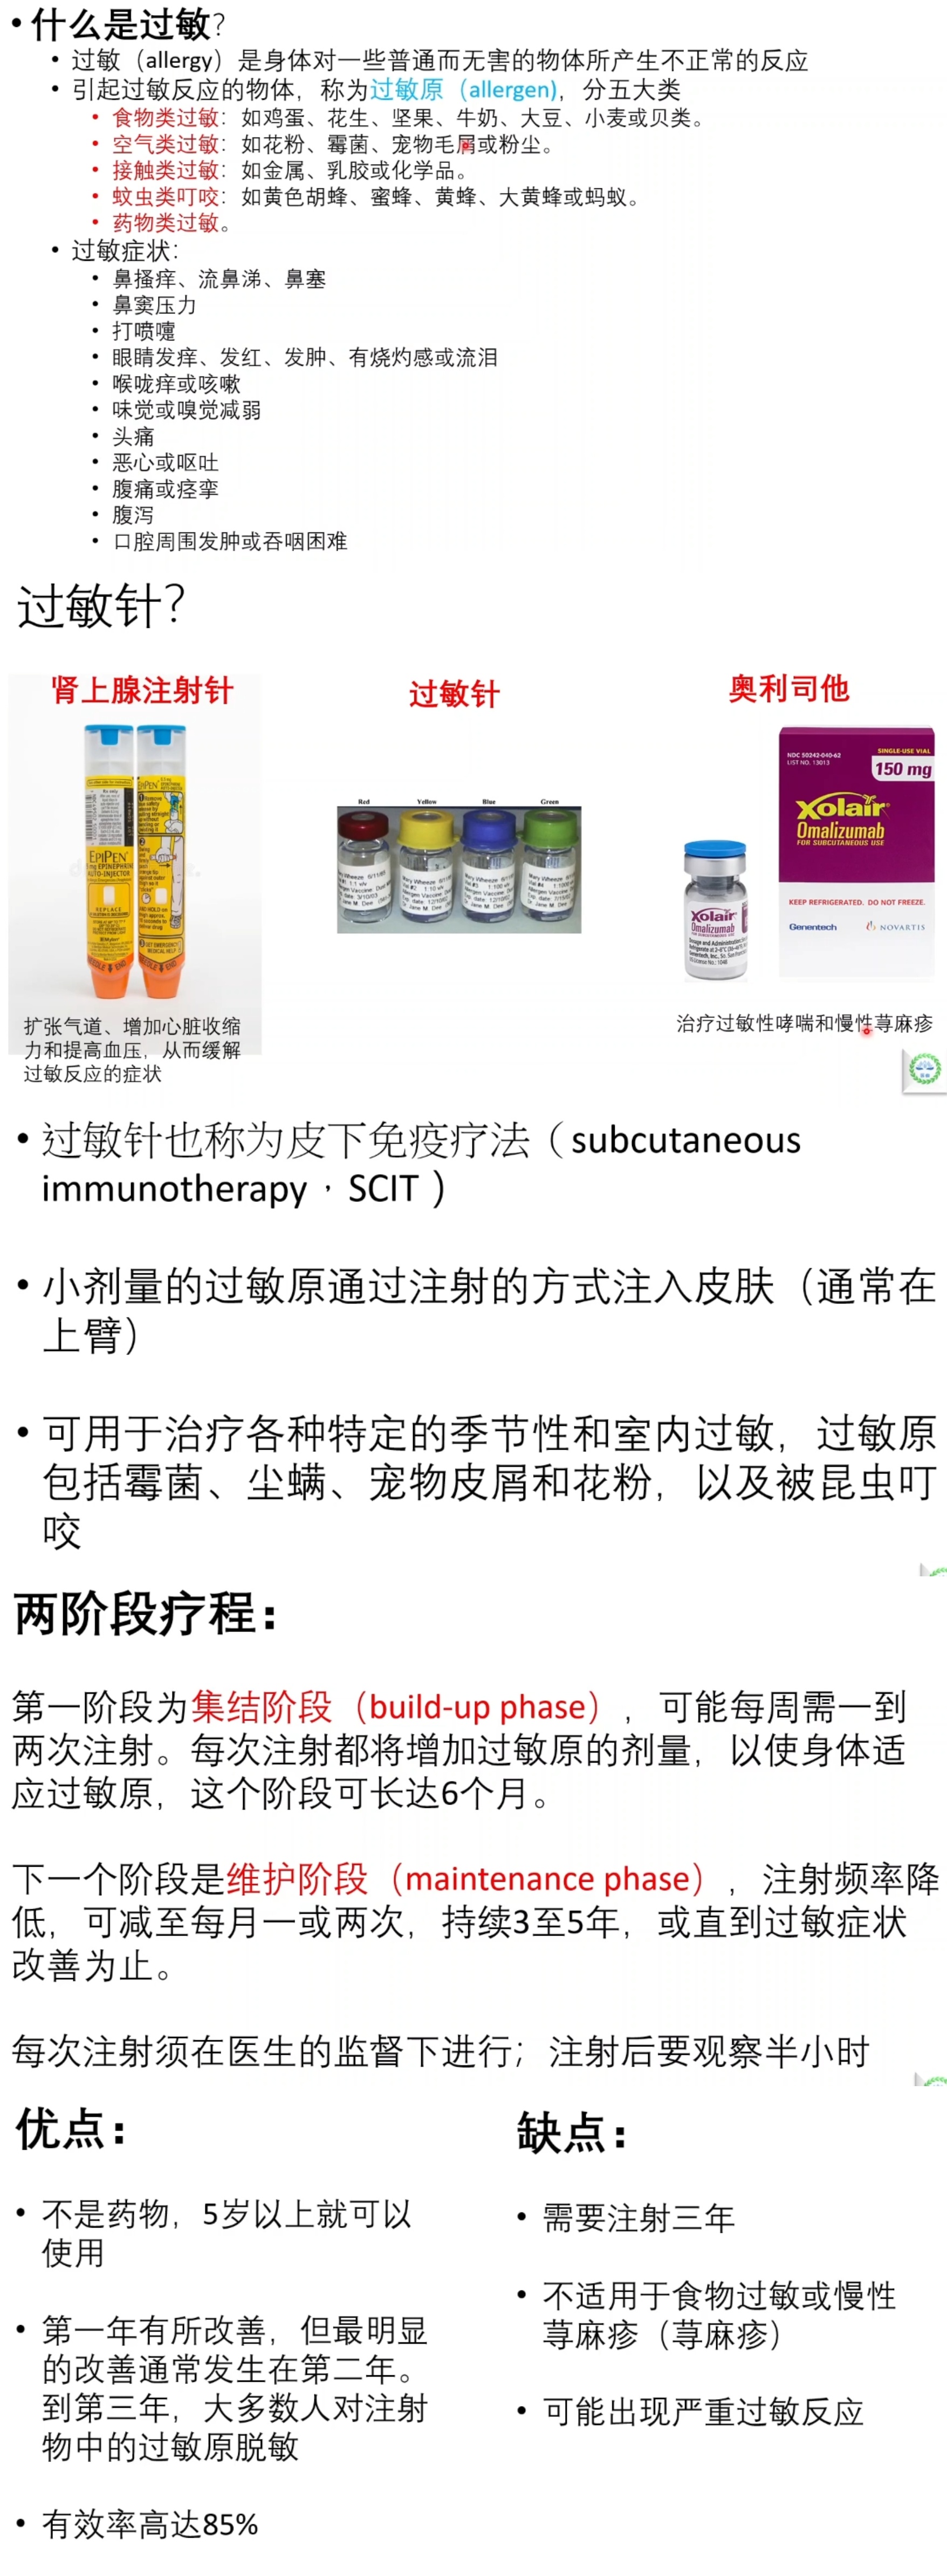 • 什么是过敏?
• 过敏（allergy）是身体对一些普通而无害的物体所产生不正常的反应
• 引起过敏反应的物体，称为过敏原（allergen)，分五大类
• 食物类过敏：如鸡蛋、花生、坚果、牛奶、大豆、小麦或贝类。
• 空气类过敏：如花粉、霉菌、宠物毛屑或粉尘。
• 接触类过敏：如金属、乳胶或化学品。
• 蚊虫类叮咬：如黄色胡蜂、蜜蜂、黄蜂、大黄蜂或蚂蚁。
• 药物类过敏。
• 过敏症状：
• 鼻搔痒、流鼻涕、鼻塞
• 鼻窦压力
• 打喷嚏
• 眼睛发痒、发红、发肿、有烧灼感或流泪
• 喉咙痒或咳嗽
• 味觉或嗅觉减弱
• 头痛
• 恶心或呕吐
• 腹痛或痉挛
• 腹泻
• 口腔周围发肿或吞咽困难
过敏针?
肾上腺注射针
EPIPEN
EPINEPHRINE
AUTO-INJECTOR
REPLACE
扩张气道、增加心脏收缩
力和提高血压，从而缓解
过敏反应的症状
过敏针
Red Yellow Blue Green
奥利司他
NDC 50242-040-62
LIST NO. 13013
SINGLE-USE VIAL
150 mg
Xolair
Omalizumab
FOR SUBCUTANEOUS USE
KEEP REFRIGERATED. DO NOT FREEZE.
Genentech
NOVARTIS
Xolair
Omalizumab
治疗过敏性哮喘和慢性荨麻疹
• 过敏针也称为皮下免疫疗法（subcutaneous
immunotherapy，SCIT )
• 小剂量的过敏原通过注射的方式注入皮肤（通常在
上臂）
• 可用于治疗各种特定的季节性和室内过敏，过敏原
包括霉菌、尘螨、宠物皮屑和花粉，以及被昆虫叮
咬
两阶段疗程：
第一阶段为集结阶段（build-up phase），可能每周需一到
两次注射。每次注射都将增加过敏原的剂量，以使身体适
应过敏原，这个阶段可长达6个月。
下一个阶段是维护阶段（maintenance phase），注射频率降
低，可减至每月一或两次，持续3至5年，或直到过敏症状
改善为止。
每次注射须在医生的监督下进行；注射后要观察半小时
优点：
• 不是药物，5岁以上就可以
使用
• 第一年有所改善，但最明显
的改善通常发生在第二年。
到第三年，大多数人对注射
物中的过敏原脱敏
• 有效率高达85%
缺点：
• 需要注射三年
• 不适用于食物过敏或慢性
荨麻疹（荨麻疹）
• 可能出现严重过敏反应